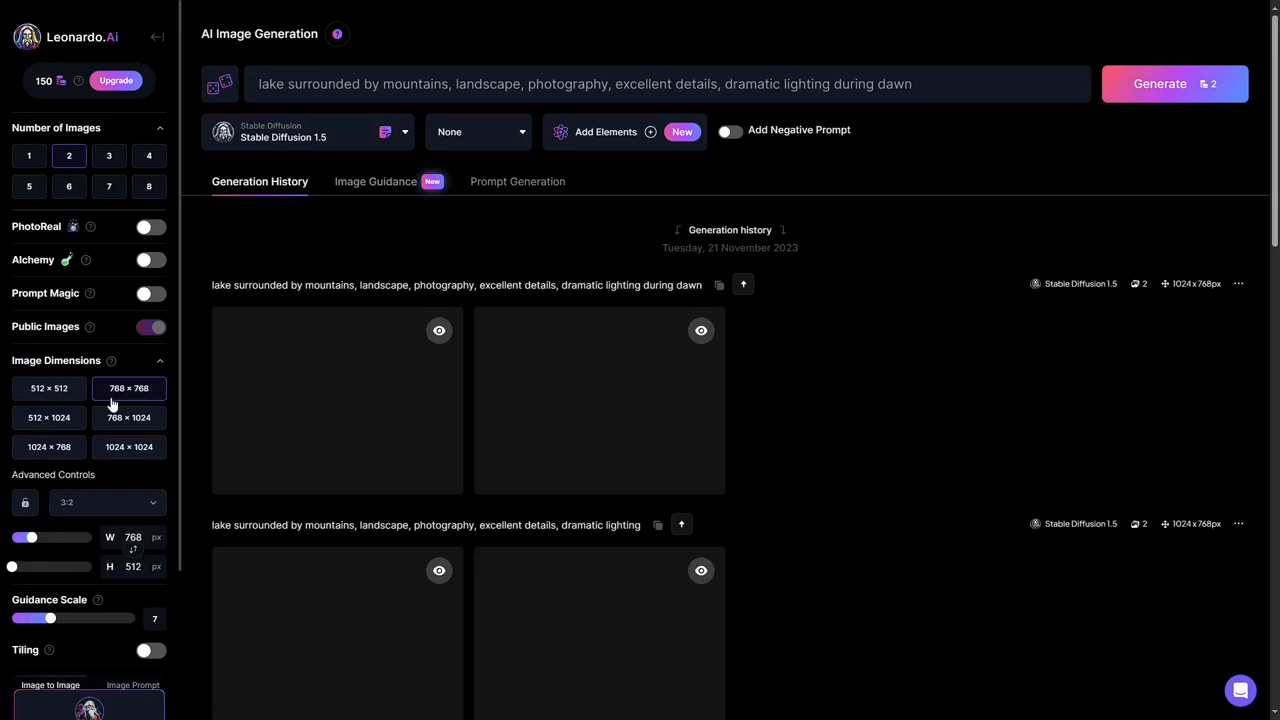 Leonardo.Ai
150
Upgrade
Number of Images
1
2
3
4
5
6
7
8
PhotoReal
Alchemy
Prompt Magic
Public Images
Image Dimensions
512 × 512
768 × 768
512 × 1024
768 × 1024
1024 × 768
1024 × 1024
Advanced Controls
3:2
W 768 px
H 512 px
Guidance Scale
7
Tiling
Image to Image
Image Prompt
AI Image Generation
lake surrounded by mountains, landscape, photography, excellent details, dramatic lighting during dawn
Generate 2
Stable Diffusion
Stable Diffusion 1.5
None
Add Elements
New
Add Negative Prompt
Generation History
Image Guidance
New
Prompt Generation
Generation history
Tuesday, 21 November 2023
lake surrounded by mountains, landscape, photography, excellent details, dramatic lighting during dawn
Stable Diffusion 1.5
2
1024x768px
lake surrounded by mountains, landscape, photography, excellent details, dramatic lighting
Stable Diffusion 1.5
2
1024x768px